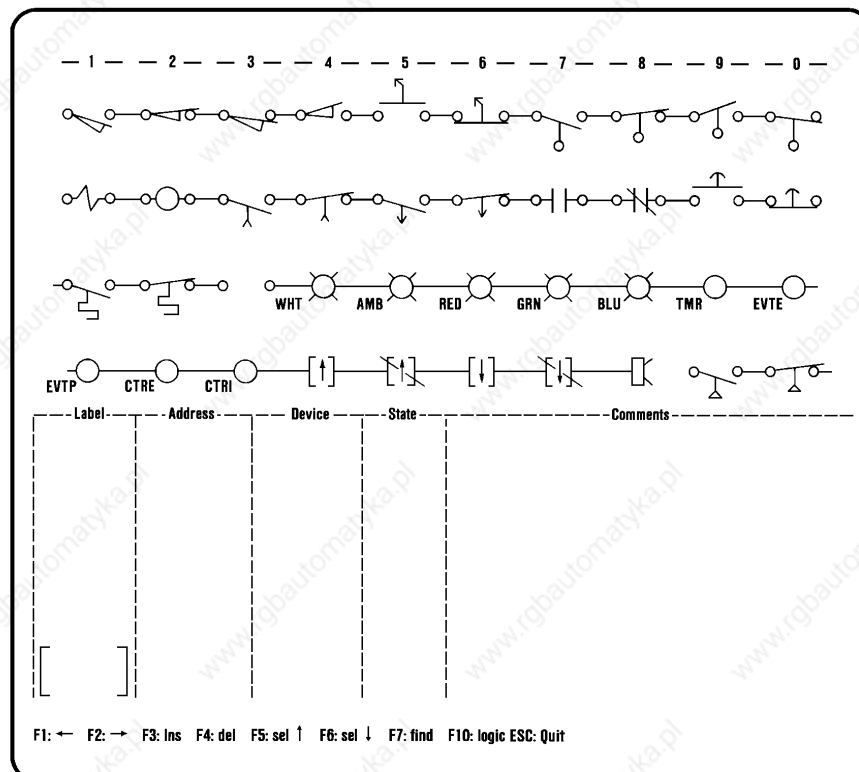 1 — 2 — 3 — 4 — 5 — 6 — 7 — 8 — 9 — 0
WHT AMB RED GRN BLU TMR EVTE
EVTP CTRE CTRI
Label Address Device State Comments
F1: ← F2: → F3: Ins F4: del F5: sel ↑ F6: sel ↓ F7: find F10: logic ESC: Quit
www.rgbautomatyka.pl